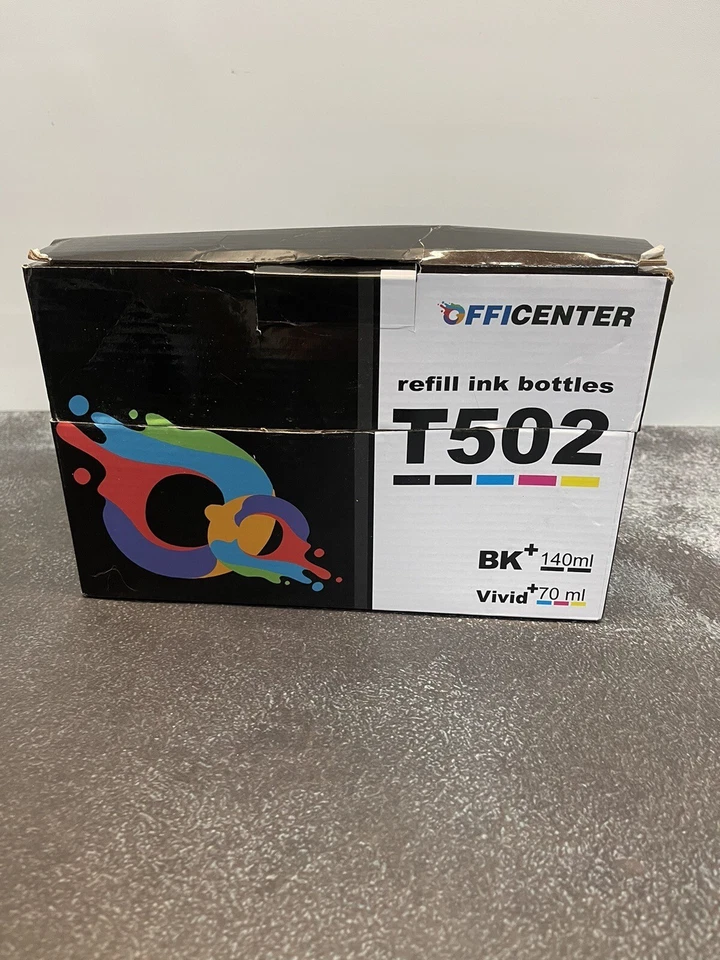 OFFICENTER
refill ink bottles
T502
BK+ 140ml
Vivid+ 70 ml